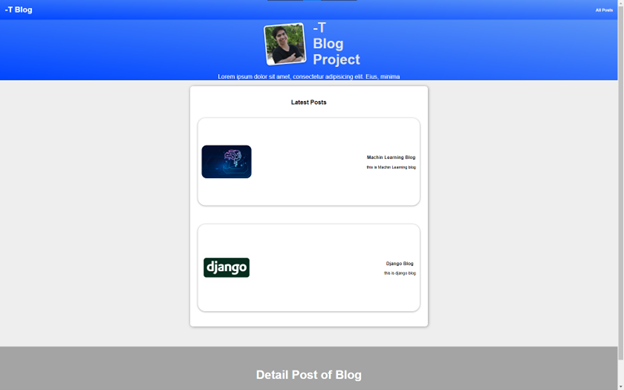 -T Blog
All Posts
-T
Blog
Project
Lorem ipsum dolor sit amet, consectetur adipisicing elit. Eius, minima
Latest Posts
Machin Learning Blog
this is Machin Learning blog
django
Django Blog
this is django blog
Detail Post of Blog